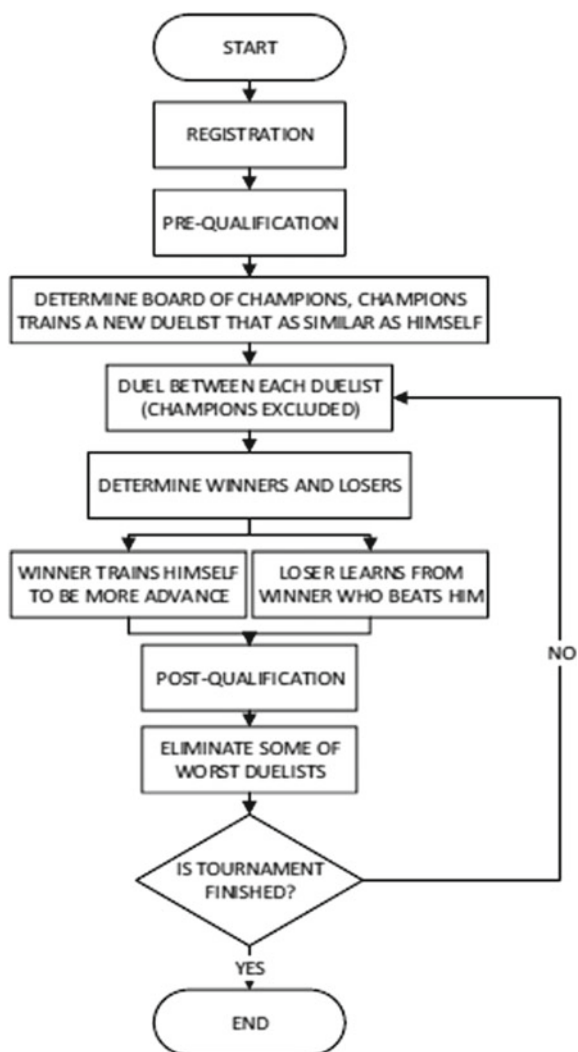 START
REGISTRATION
PRE-QUALIFICATION
DETERMINE BOARD OF CHAMPIONS, CHAMPIONS
TRAINS A NEW DUELIST THAT AS SIMILAR AS HIMSELF
DUEL BETWEEN EACH DUELIST
(CHAMPIONS EXCLUDED)
DETERMINE WINNERS AND LOSERS
WINNER TRAINS HIMSELF
TO BE MORE ADVANCE
LOSER LEARNS FROM
WINNER WHO BEATS HIM
NO
POST-QUALIFICATION
ELIMINATE SOME OF
WORST DUELISTS
IS TOURNAMENT
FINISHED?
YES
END